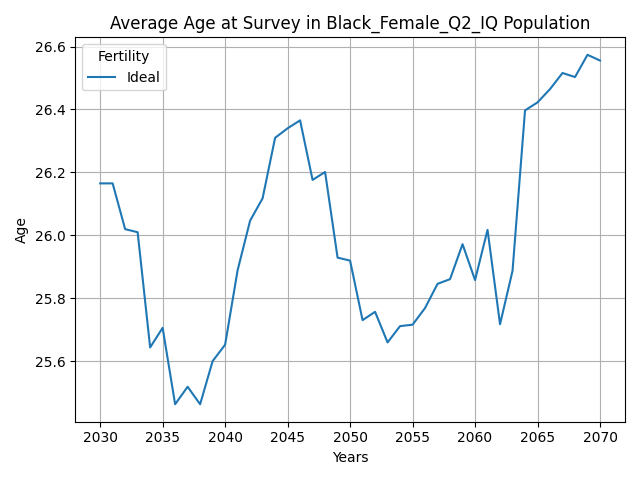 Average Age at Survey in Black_Female_Q2_IQ Population
Fertility
Ideal
Age
26.6
26.4
26.2
26.0
25.8
25.6
2030 2035 2040 2045 2050 2055 2060 2065 2070
Years